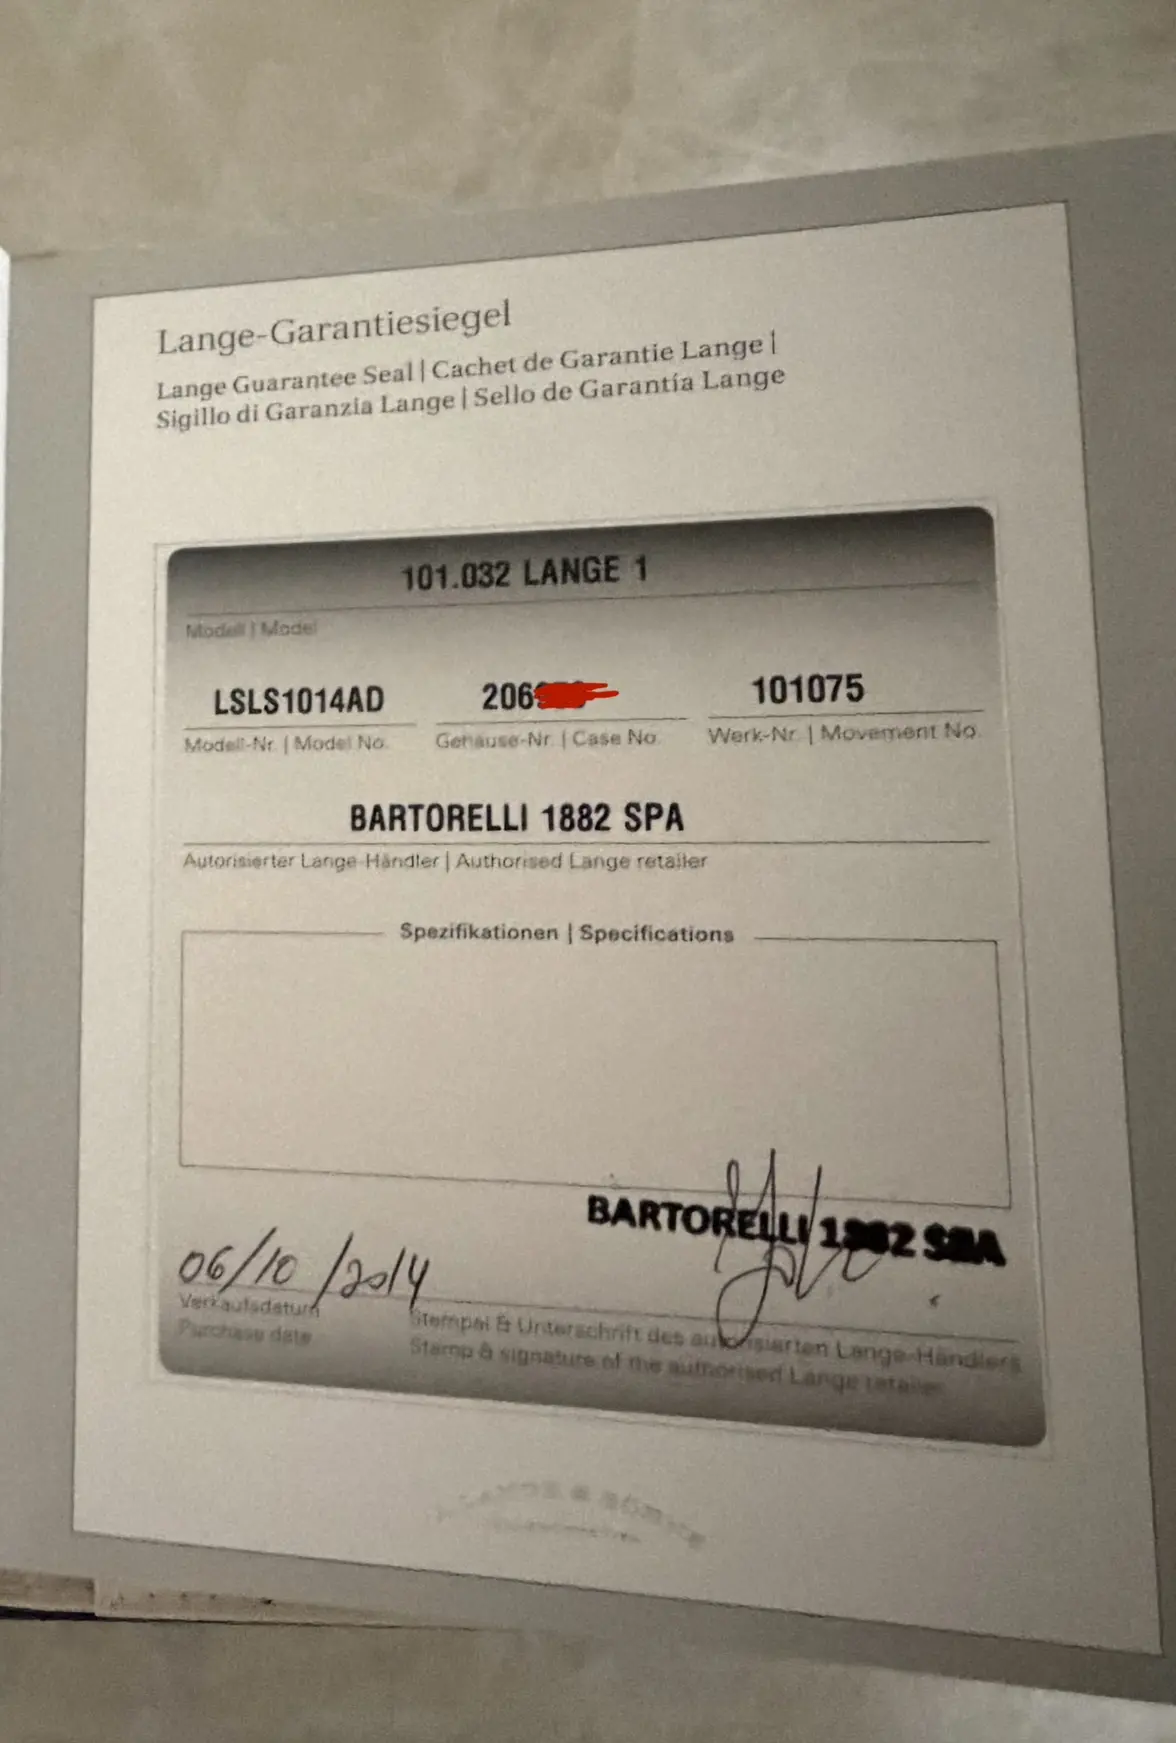 Lange-Garantiesiegel
Lange Guarantee Seal | Cachet de Garantie Lange |
Sigillo di Garanzia Lange | Sello de Garantía Lange
101.032 LANGE 1
Modell | Model
LSLS1014AD 206 101075
Modell-Nr. | Model No. Gehäuse-Nr. | Case No. Werk-Nr. | Movement No.
BARTORELLI 1882 SPA
Autorisierter Lange-Händler | Authorised Lange retailer
Spezifikationen | Specifications
BARTORELLI 1882 SPA
06/10/2014
Verkaufsdatum
Purchase date
Stempel & Unterschrift des autorisierten Lange-Händlers
Stamp & signature of the authorised Lange retailer